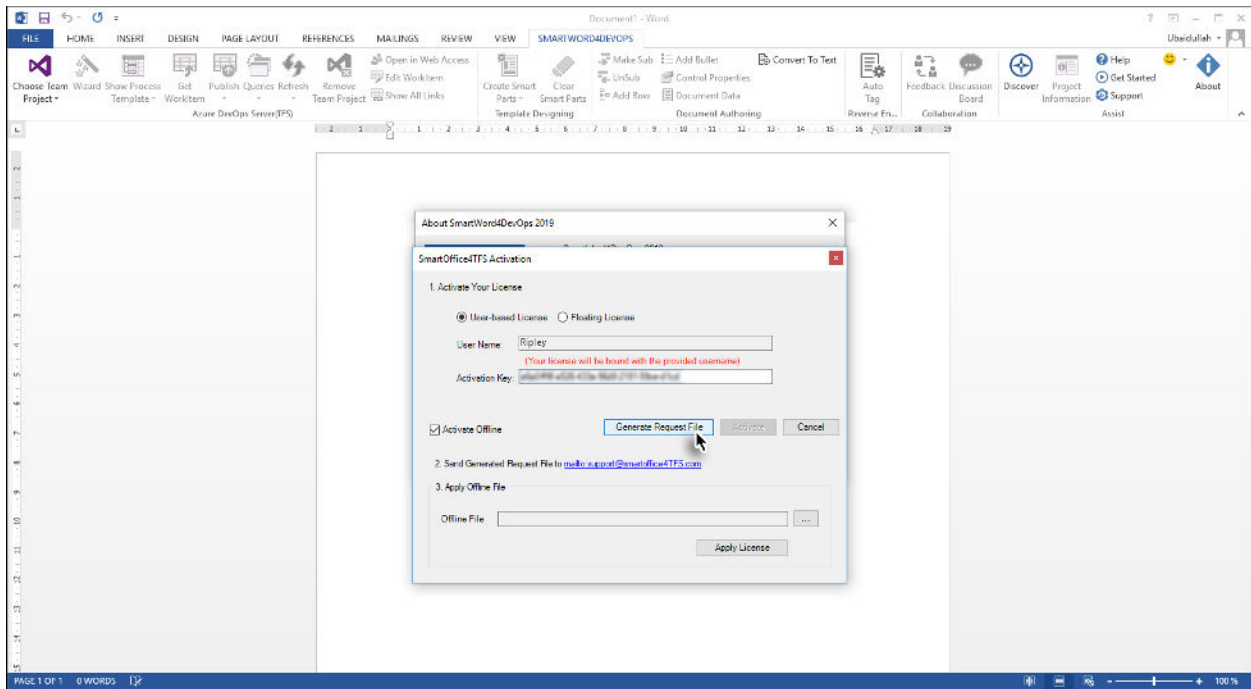 Document1 - Word
FILE HOME INSERT DESIGN PAGE LAYOUT REFERENCES MAILINGS REVIEW VIEW SMARTWORD4DEVOPS Ubaidullah
Choose Team Project
Wizard
Show Process Template
Get Workitem
Publish
Queries
Refresh
Remove Team Project
Open in Web Access
Edit Workitem
Show All Links
Azure DevOps Server(TFS)
Create Smart Parts
Clear Smart Parts
Template Designing
Make Sub
UnSub
Add Row
Add Bullet
Control Properties
Document Data
Convert To Text
Document Authoring
Auto Tag
Reverse En...
Feedback
Discussion Board
Collaboration
Discover
Project Information
Help
Get Started
Support
About
Assist
About SmartWord4DevOps 2019
SmartOffice4TFS Activation
1. Activate Your License
User-based License Floating License
User Name: Ripley
(Your license will be bound with the provided username)
Activation Key:
Activate Offline Generate Request File Activate Cancel
2. Send Generated Request File to mailto:support@smartoffice4TFS.com
3. Apply Offline File
Offline File ...
Apply License
PAGE 1 OF 1 0 WORDS 100 %